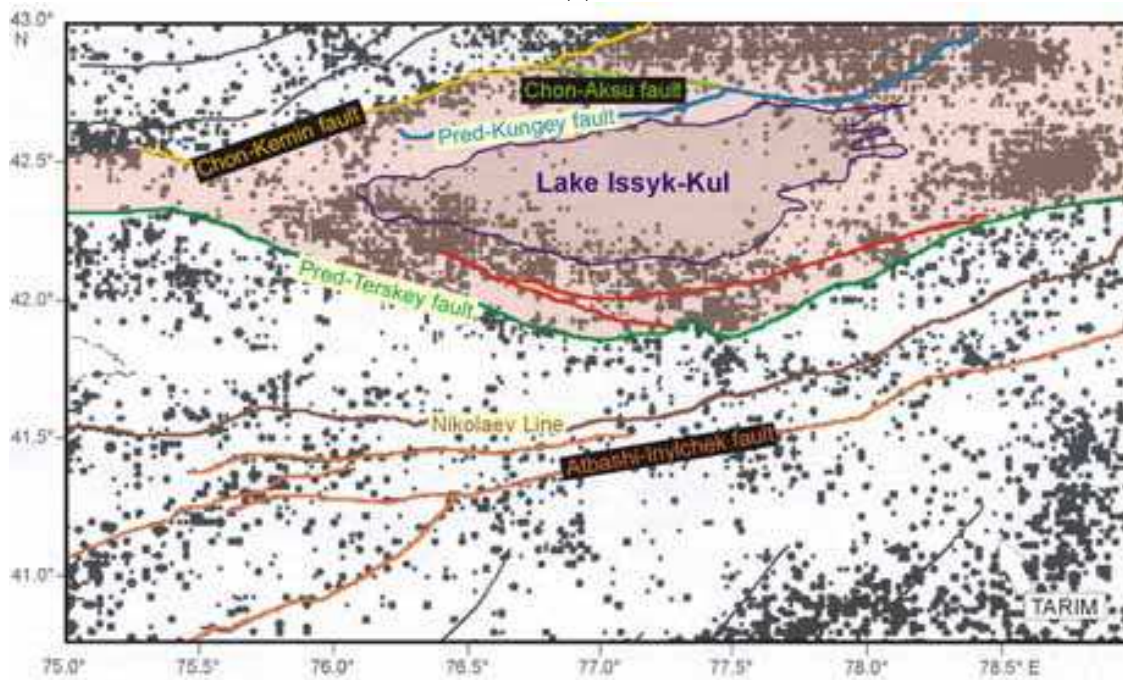 43.0°
N
Chon-Aksu fault
Pred-Kungey fault
Chon-Kemin fault
42.5°
Lake Issyk-Kul
Pred-Terskey fault
42.0°
Nikolaev Line
41.5°
Atbashi-Inylchek fault
41.0°
TARIM
75.0°
75.5°
76.0°
76.5°
77.0°
77.5°
78.0°
78.5° E